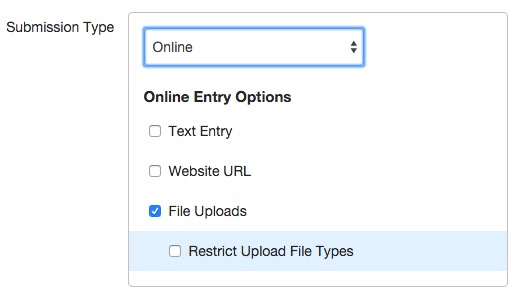 Submission Type
Online
Online Entry Options
Text Entry
Website URL
File Uploads
Restrict Upload File Types